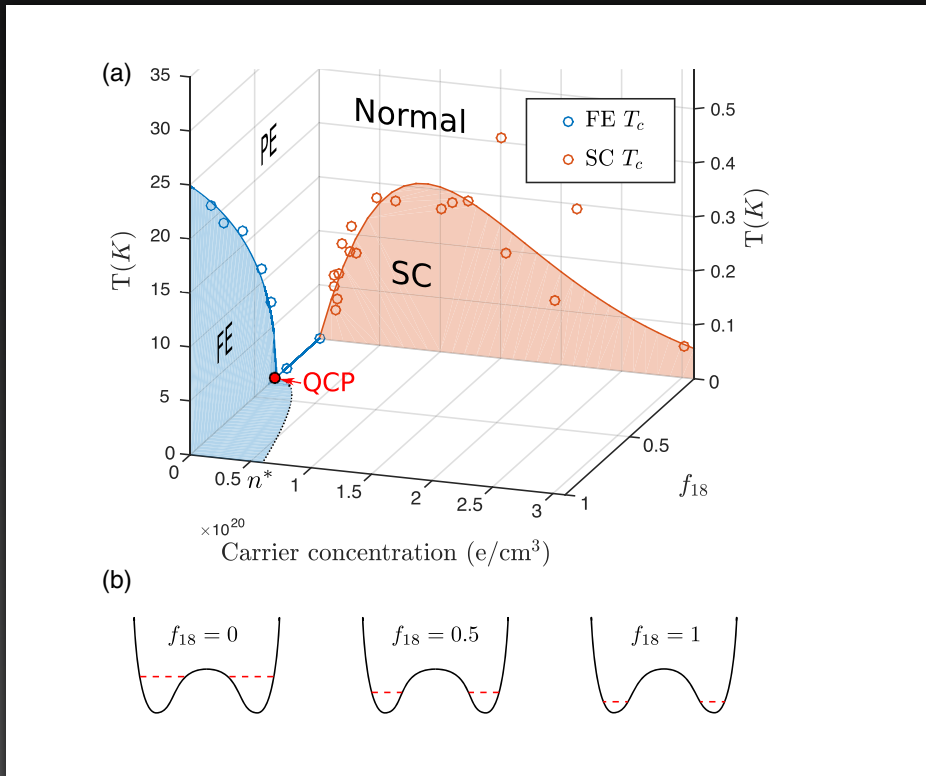 (a)
35
30
25
20
15
10
5
0
T(K)
PE
FE
Normal
SC
QCP
FE T_c
SC T_c
0.5
0.4
0.3
0.2
0.1
0
T(K)
0
0.5
n*
1
1.5
2
2.5
3
1
0.5
f_18
×10^20
Carrier concentration (e/cm^3)
(b)
f_18 = 0
f_18 = 0.5
f_18 = 1